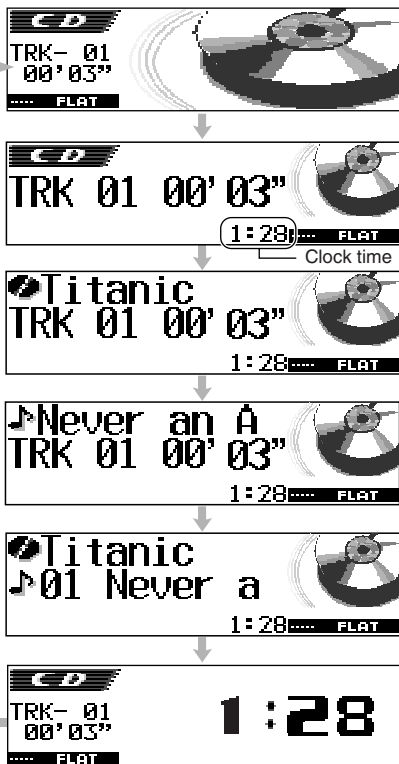 CD
TRK- 01
00'03"
FLAT
CD
TRK 01 00'03"
1:28 FLAT
Clock time
Titanic
TRK 01 00'03"
1:28 FLAT
Never an A
TRK 01 00'03"
1:28 FLAT
Titanic
01 Never a
1:28 FLAT
CD
TRK- 01
00'03"
1:28
FLAT